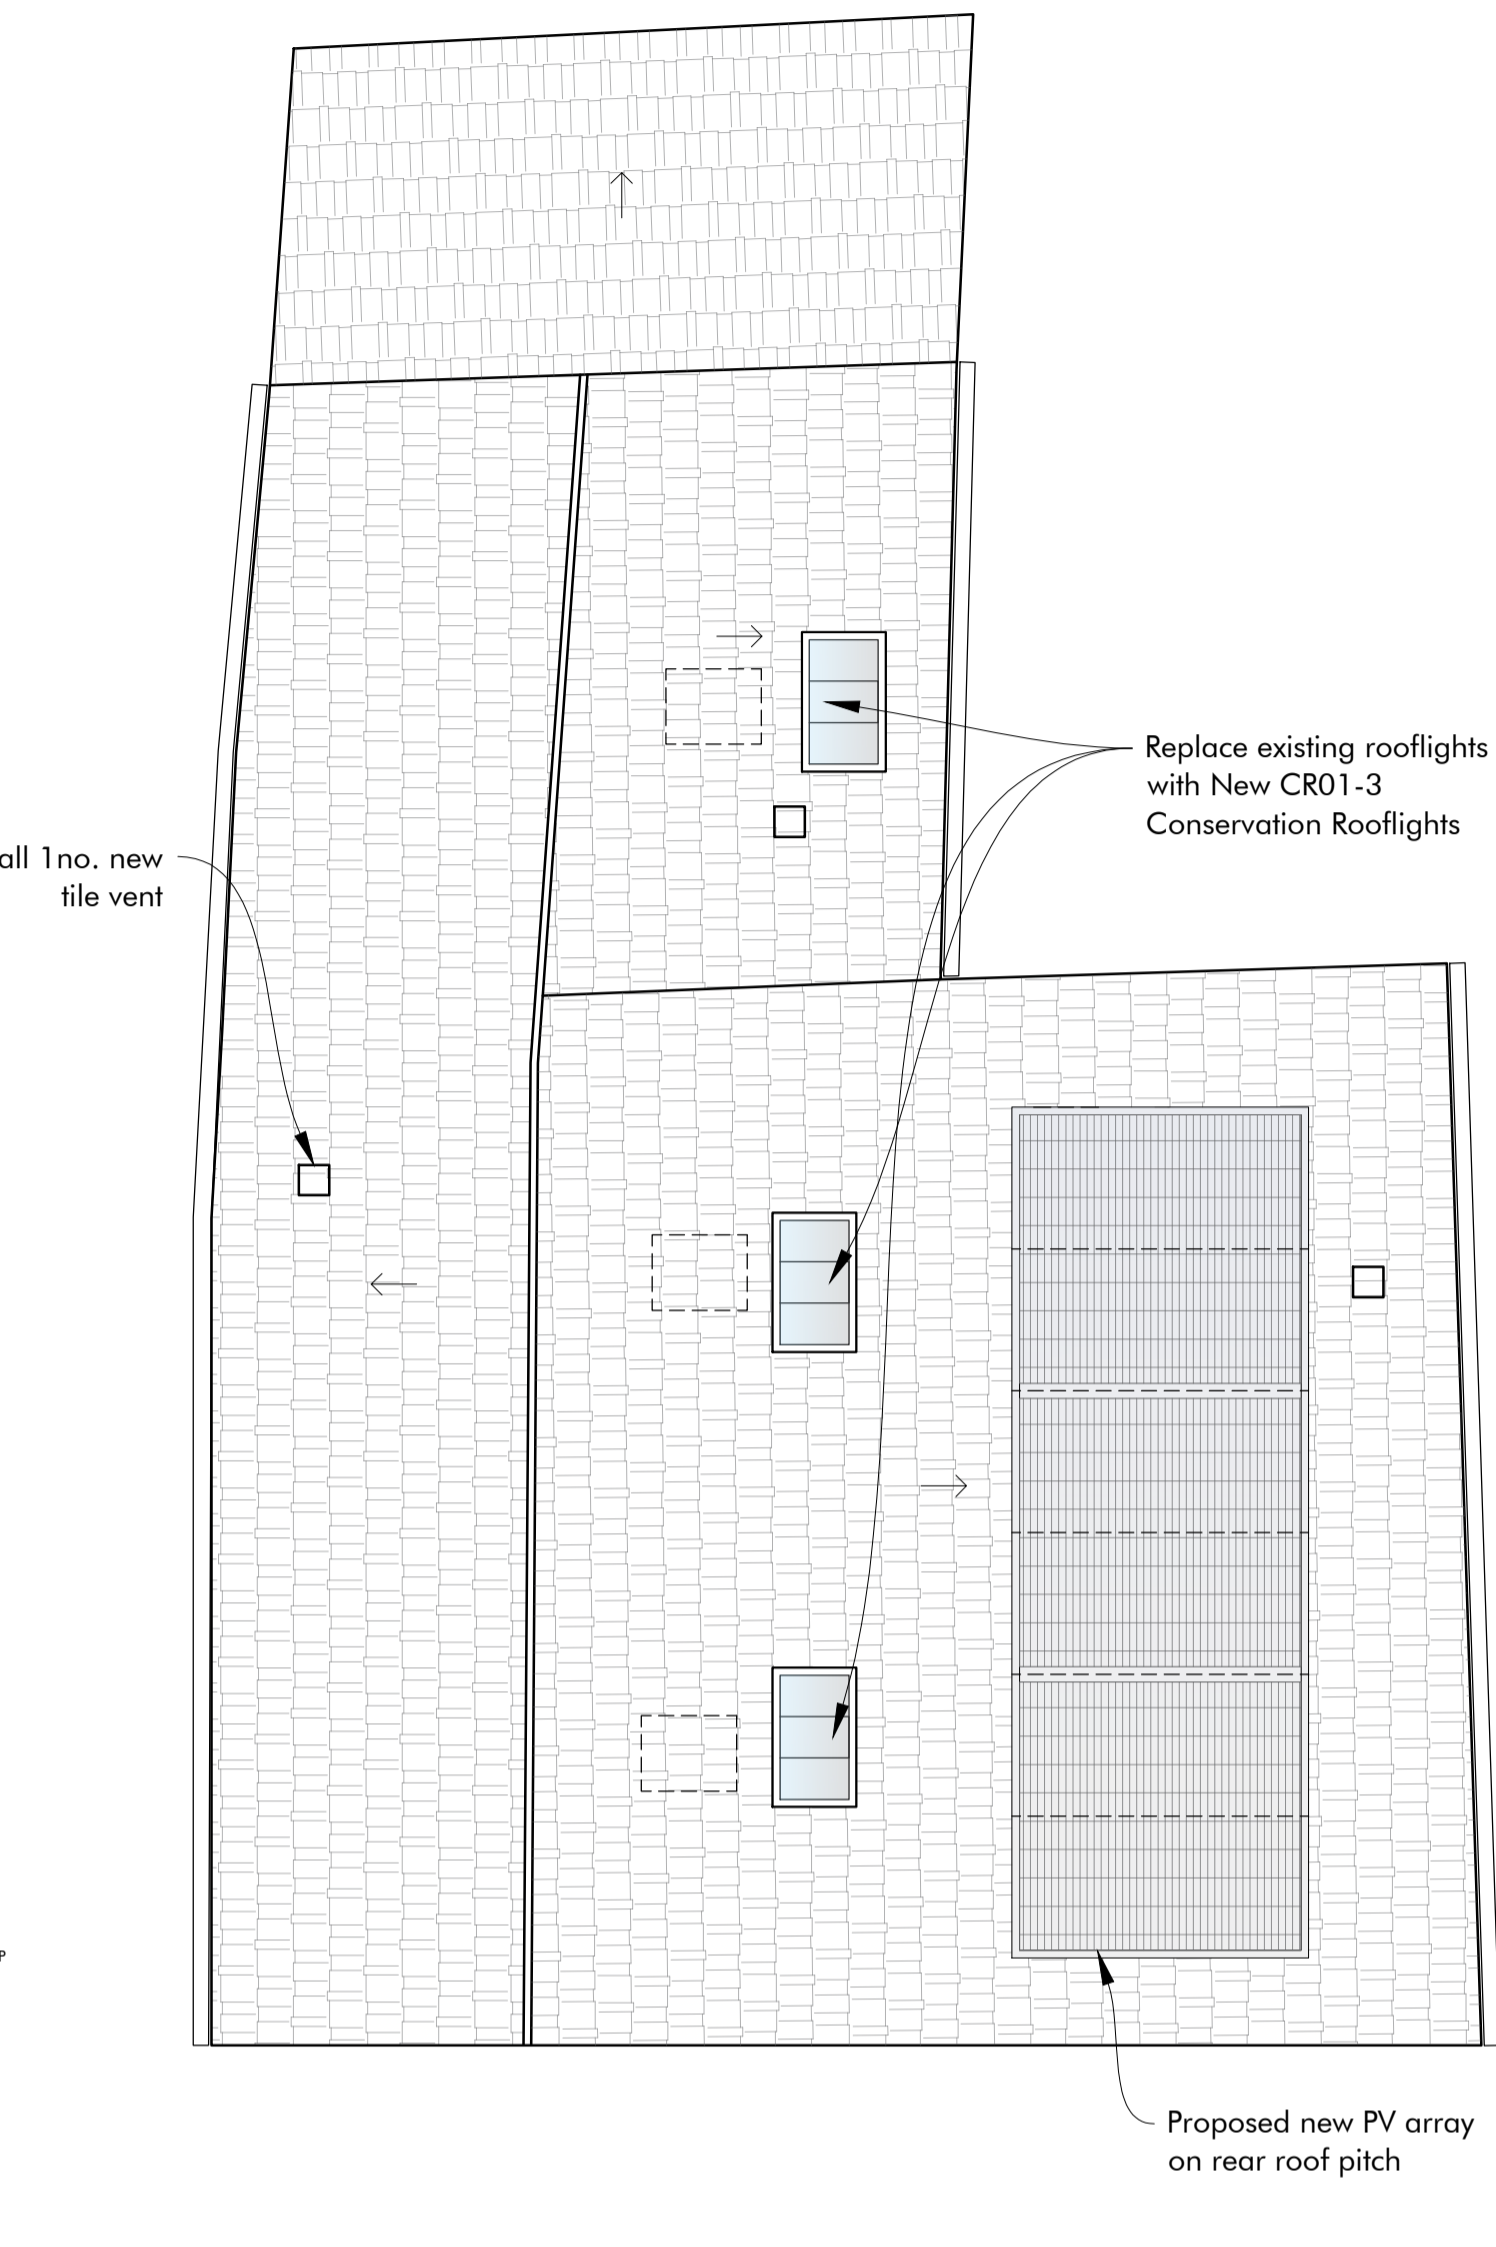 Replace existing rooflights
with New CR01-3
Conservation Rooflights
1no. new
tile vent
P
Proposed new PV array
on rear roof pitch